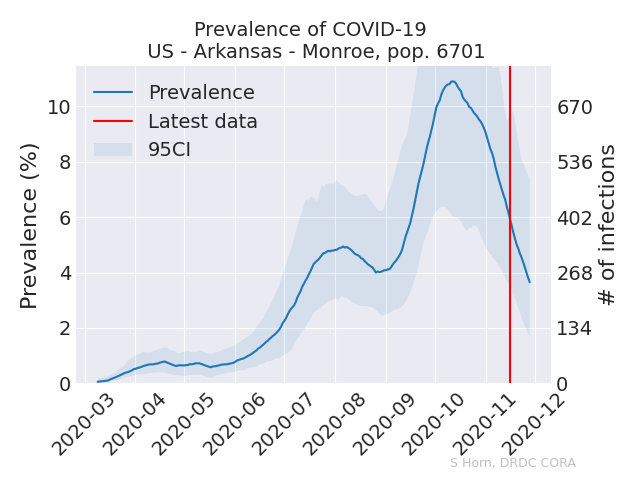 Prevalence of COVID-19
US - Arkansas - Monroe, pop. 6701
Prevalence
Latest data
95CI
Prevalence (%)
10
8
6
4
2
0
670
536
402
268
134
0
# of infections
2020-03
2020-04
2020-05
2020-06
2020-07
2020-08
2020-09
2020-10
2020-11
2020-12
S Horn, DRDC CORA